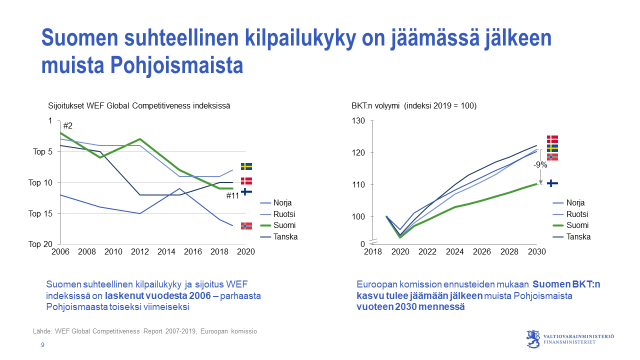 Suomen suhteellinen kilpailukyky on jäämässä jälkeen
muista Pohjoismaista
Sijoitukset WEF Global Competitiveness indeksissä
1
#2
Top 5
Top 10
#11
Top 15
Top 20
2006 2008 2010 2012 2014 2016 2018 2020
Norja
Ruotsi
Suomi
Tanska
Suomen suhteellinen kilpailukyky ja sijoitus WEF
indeksissä on laskenut vuodesta 2006 – parhaasta
Pohjoismaasta toiseksi viimeiseksi
BKT:n volyymi (indeksi 2019 = 100)
130
120
-9%
110
100
0
2018 2020 2022 2024 2026 2028 2030
Norja
Ruotsi
Suomi
Tanska
Euroopan komission ennusteiden mukaan Suomen BKT:n
kasvu tulee jäämään jälkeen muista Pohjoismaista
vuoteen 2030 mennessä
Lähde: WEF Global Competitiveness Report 2007-2019, Euroopan komissio
9
VALTIOVARAINMINISTERIÖ
FINANSMINISTERIET